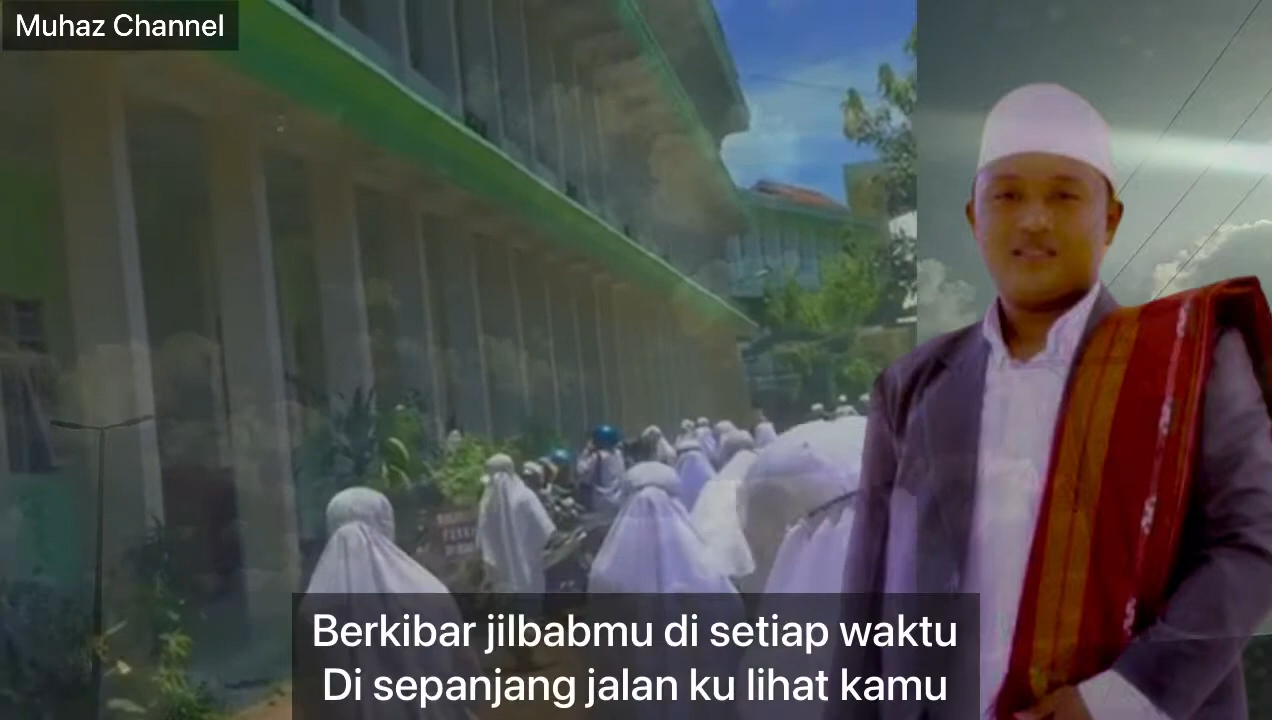 Muhaz Channel
Berkibar jilbabmu di setiap waktu
Di sepanjang jalan ku lihat kamu